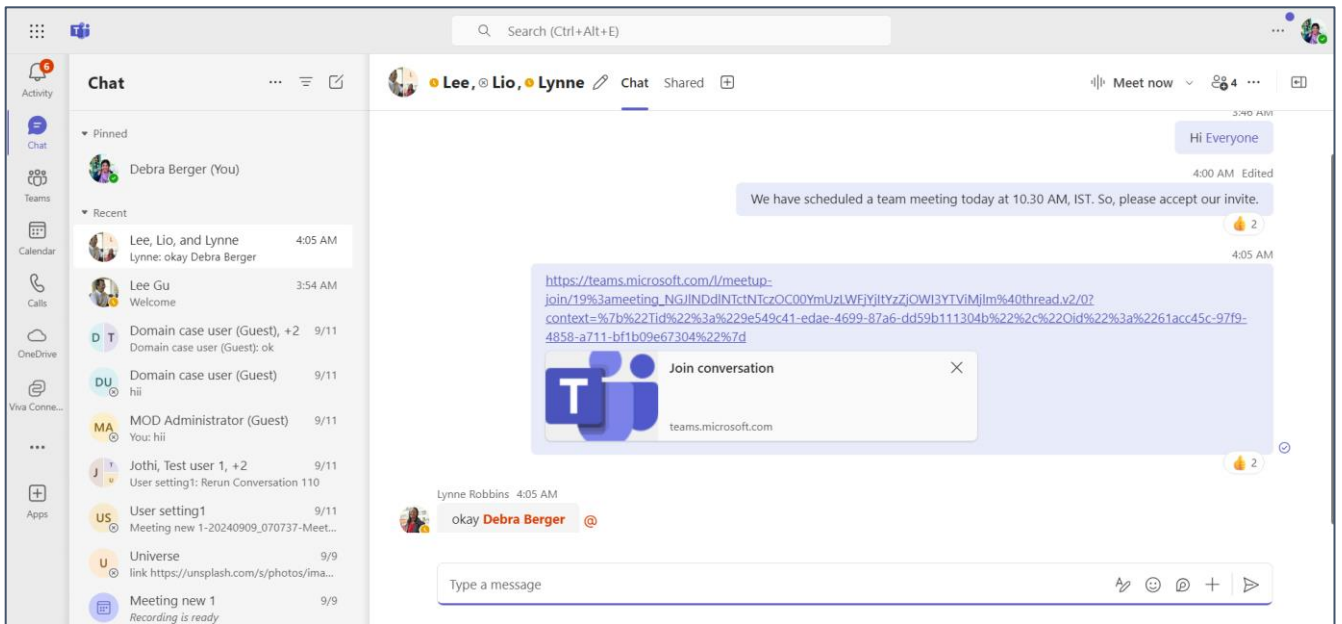 Search (Ctrl+Alt+E)
6
Activity
Chat
Teams
Calendar
Calls
OneDrive
Viva Conne...
Apps
Chat
Pinned
Debra Berger (You)
Recent
Lee, Lio, and Lynne 4:05 AM
Lynne: okay Debra Berger
Lee Gu 3:54 AM
Welcome
D T
Domain case user (Guest), +2 9/11
Domain case user (Guest): ok
DU
Domain case user (Guest) 9/11
hii
MA
MOD Administrator (Guest) 9/11
You: hii
J T U
Jothi, Test user 1, +2 9/11
User setting1: Rerun Conversation 110
US
User setting1 9/11
Meeting new 1-20240909_070737-Meet...
U
Universe 9/9
link https://unsplash.com/s/photos/ima...
Meeting new 1 9/9
Recording is ready
Lee, Lio, Lynne Chat Shared Meet now 4
3:46 AM
Hi Everyone
4:00 AM Edited
We have scheduled a team meeting today at 10.30 AM, IST. So, please accept our invite.
2
4:05 AM
https://teams.microsoft.com/l/meetup-
join/19%3ameeting_NGJlNDdlNTctNTczOC00YmUzLWFjYjItYzZjOWI3YTViMjlm%40thread.v2/0?
context=%7b%22Tid%22%3a%229e549c41-edae-4699-87a6-dd59b111304b%22%2c%22Oid%22%3a%2261acc45c-97f9-
4858-a711-bf1b09e67304%22%7d
T
Join conversation
teams.microsoft.com
2
Lynne Robbins 4:05 AM
okay Debra Berger @
Type a message